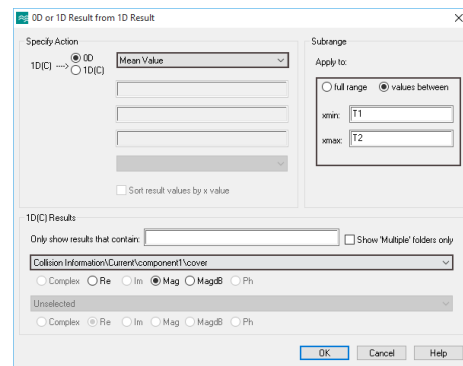 0D or 1D Result from 1D Result
Specify Action
1D(C) ----> 0D
1D(C)
Mean Value
Sort result values by x value
Subrange
Apply to:
full range values between
xmin: T1
xmax: T2
1D(C) Results
Only show results that contain: Show 'Multiple' folders only
Collision Information\Current\component1\cover
Complex Re Im Mag MagdB Ph
Unselected
Complex Re Im Mag MagdB Ph
OK Cancel Help